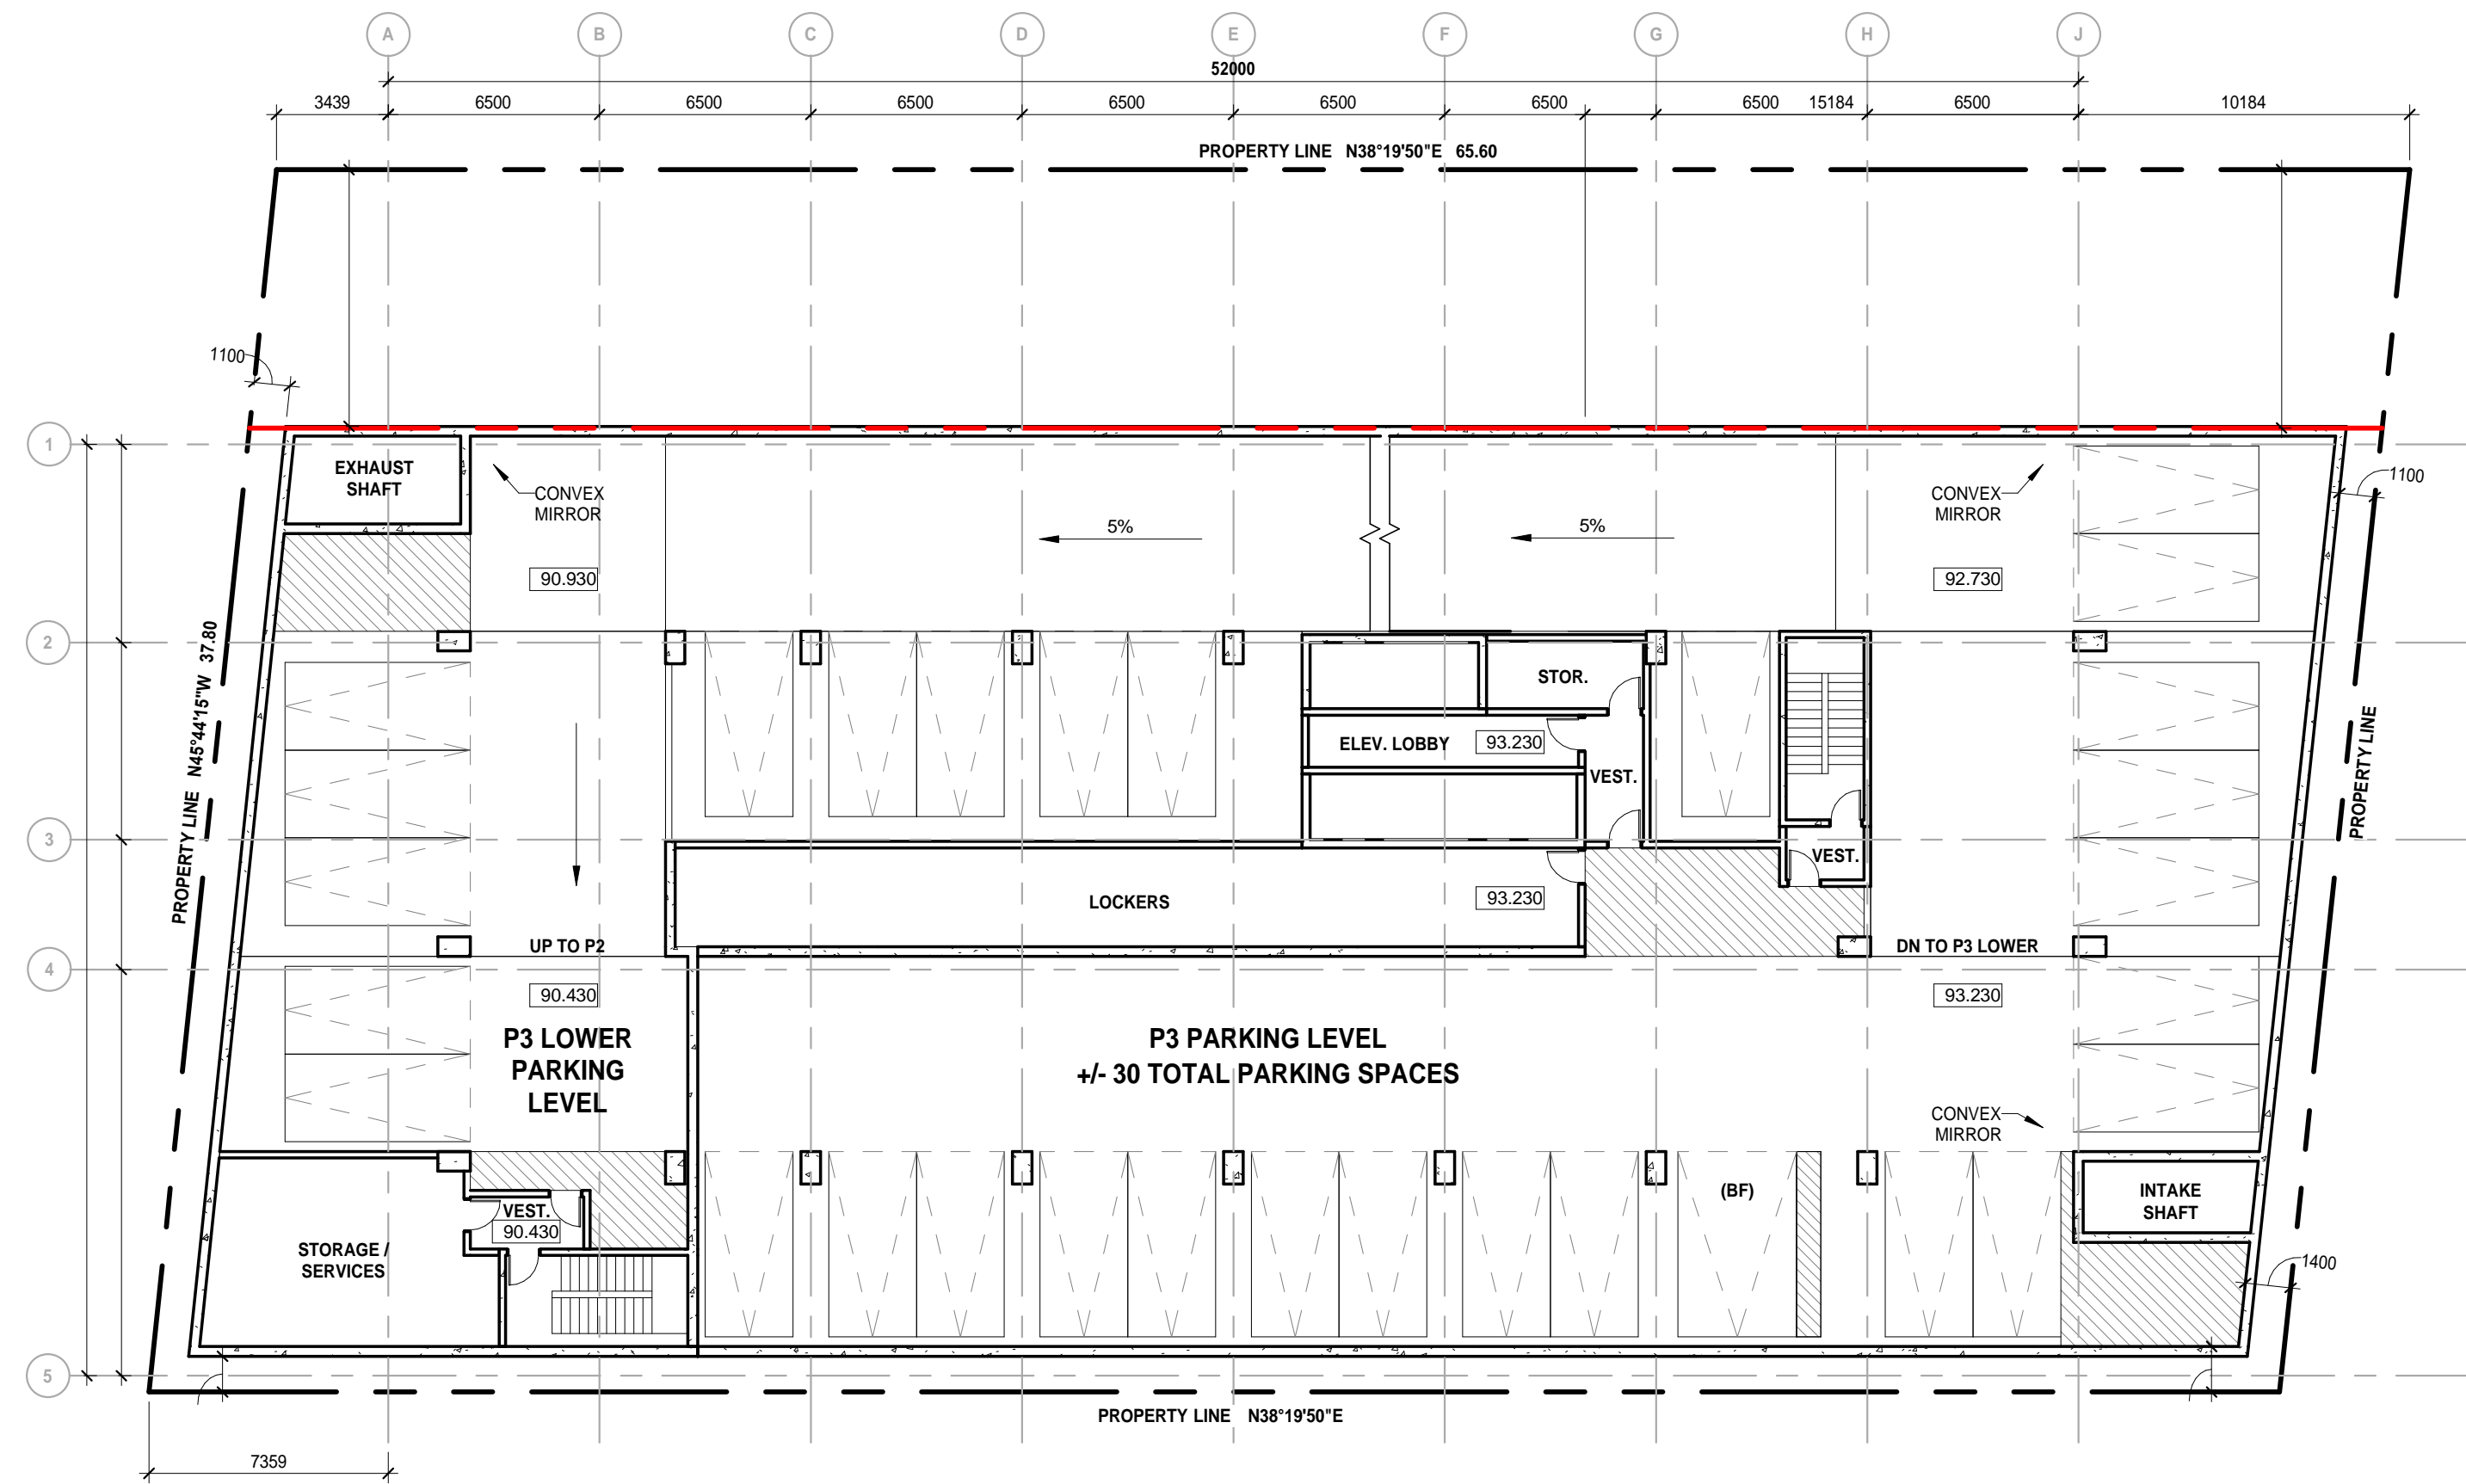 A B C D E F G H J
52000
3439 6500 6500 6500 6500 6500 6500 6500 15184 6500 10184
PROPERTY LINE N38°19'50"E 65.60
1100
1
EXHAUST
SHAFT
CONVEX
MIRROR
5%
5%
CONVEX
MIRROR
1100
90.930
92.730
2
PROPERTY LINE N45°44'15"W 37.80
STOR.
ELEV. LOBBY
93.230
VEST.
PROPERTY LINE
3
VEST.
LOCKERS
93.230
UP TO P2
DN TO P3 LOWER
4
90.430
93.230
P3 LOWER
PARKING
LEVEL
P3 PARKING LEVEL
+/- 30 TOTAL PARKING SPACES
CONVEX
MIRROR
(BF)
INTAKE
SHAFT
VEST.
90.430
STORAGE /
SERVICES
1400
5
PROPERTY LINE N38°19'50"E
7359